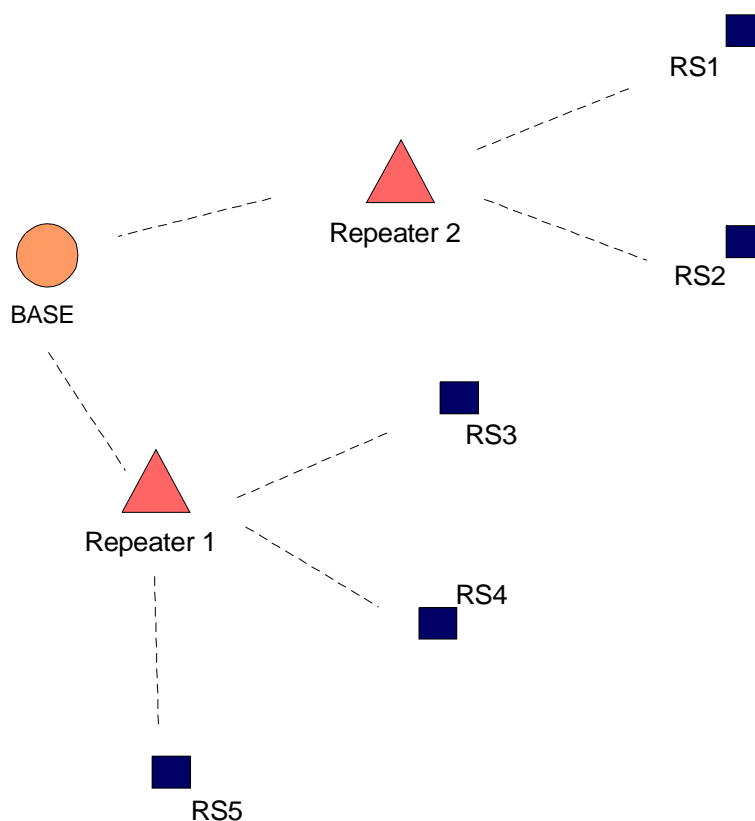 RS1
Repeater 2
RS2
BASE
RS3
Repeater 1
RS4
RS5